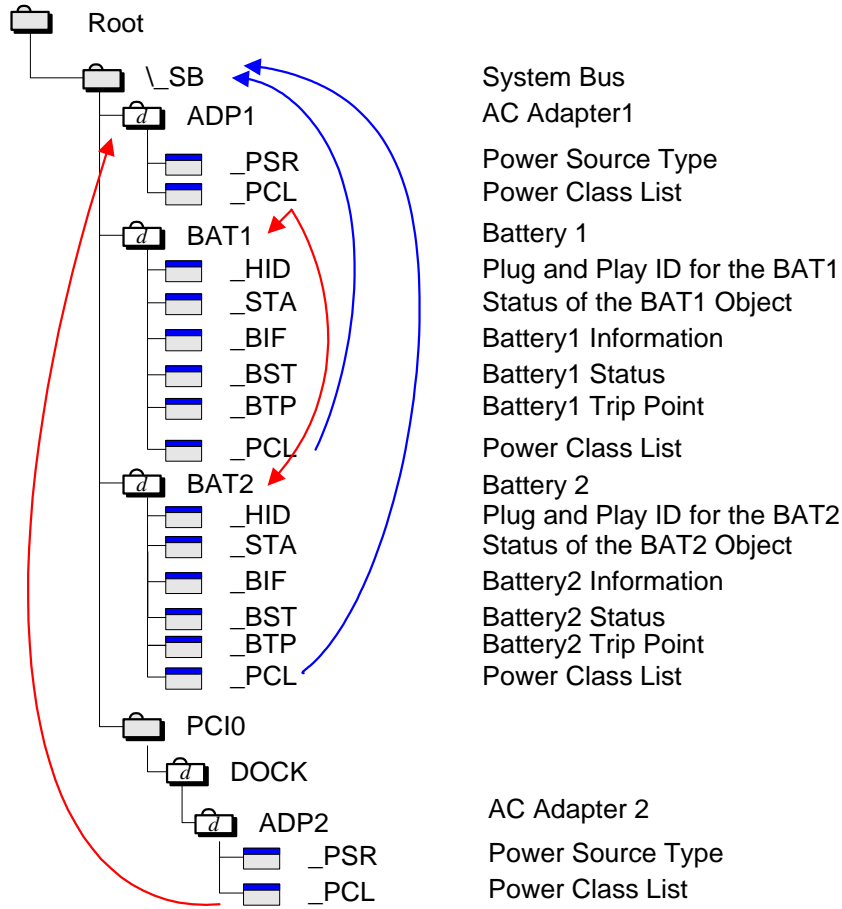 Root
\_SB System Bus
d ADP1 AC Adapter1
_PSR Power Source Type
_PCL Power Class List
d BAT1 Battery 1
_HID Plug and Play ID for the BAT1
_STA Status of the BAT1 Object
_BIF Battery1 Information
_BST Battery1 Status
_BTP Battery1 Trip Point
_PCL Power Class List
d BAT2 Battery 2
_HID Plug and Play ID for the BAT2
_STA Status of the BAT2 Object
_BIF Battery2 Information
_BST Battery2 Status
_BTP Battery2 Trip Point
_PCL Power Class List
PCI0
d DOCK
d ADP2 AC Adapter 2
_PSR Power Source Type
_PCL Power Class List